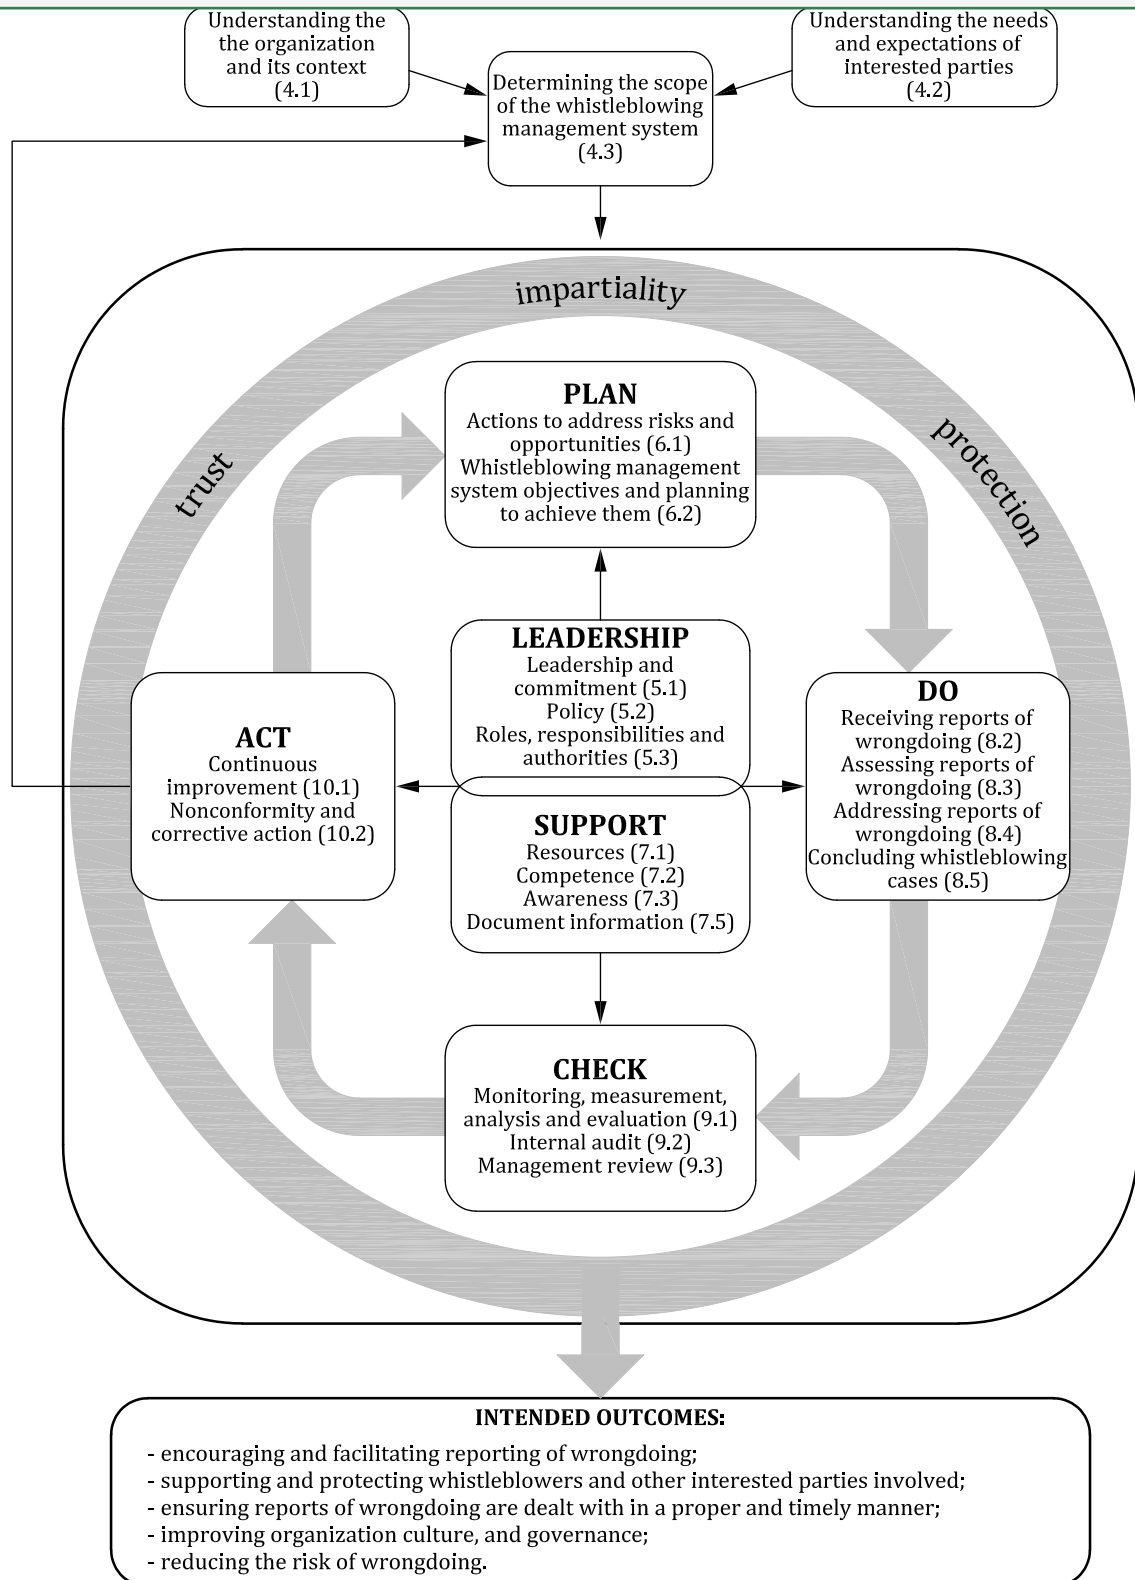 Understanding the
the organization
and its context
(4.1)
Understanding the needs
and expectations of
interested parties
(4.2)
Determining the scope
of the whistleblowing
management system
(4.3)
impartiality
trust
protection
PLAN
Actions to address risks and
opportunities (6.1)
Whistleblowing management
system objectives and planning
to achieve them (6.2)
LEADERSHIP
Leadership and
commitment (5.1)
Policy (5.2)
Roles, responsibilities and
authorities (5.3)
DO
Receiving reports of
wrongdoing (8.2)
Assessing reports of
wrongdoing (8.3)
Addressing reports of
wrongdoing (8.4)
Concluding whistleblowing
cases (8.5)
ACT
Continuous
improvement (10.1)
Nonconformity and
corrective action (10.2)
SUPPORT
Resources (7.1)
Competence (7.2)
Awareness (7.3)
Document information (7.5)
CHECK
Monitoring, measurement,
analysis and evaluation (9.1)
Internal audit (9.2)
Management review (9.3)
INTENDED OUTCOMES:
- encouraging and facilitating reporting of wrongdoing;
- supporting and protecting whistleblowers and other interested parties involved;
- ensuring reports of wrongdoing are dealt with in a proper and timely manner;
- improving organization culture, and governance;
- reducing the risk of wrongdoing.